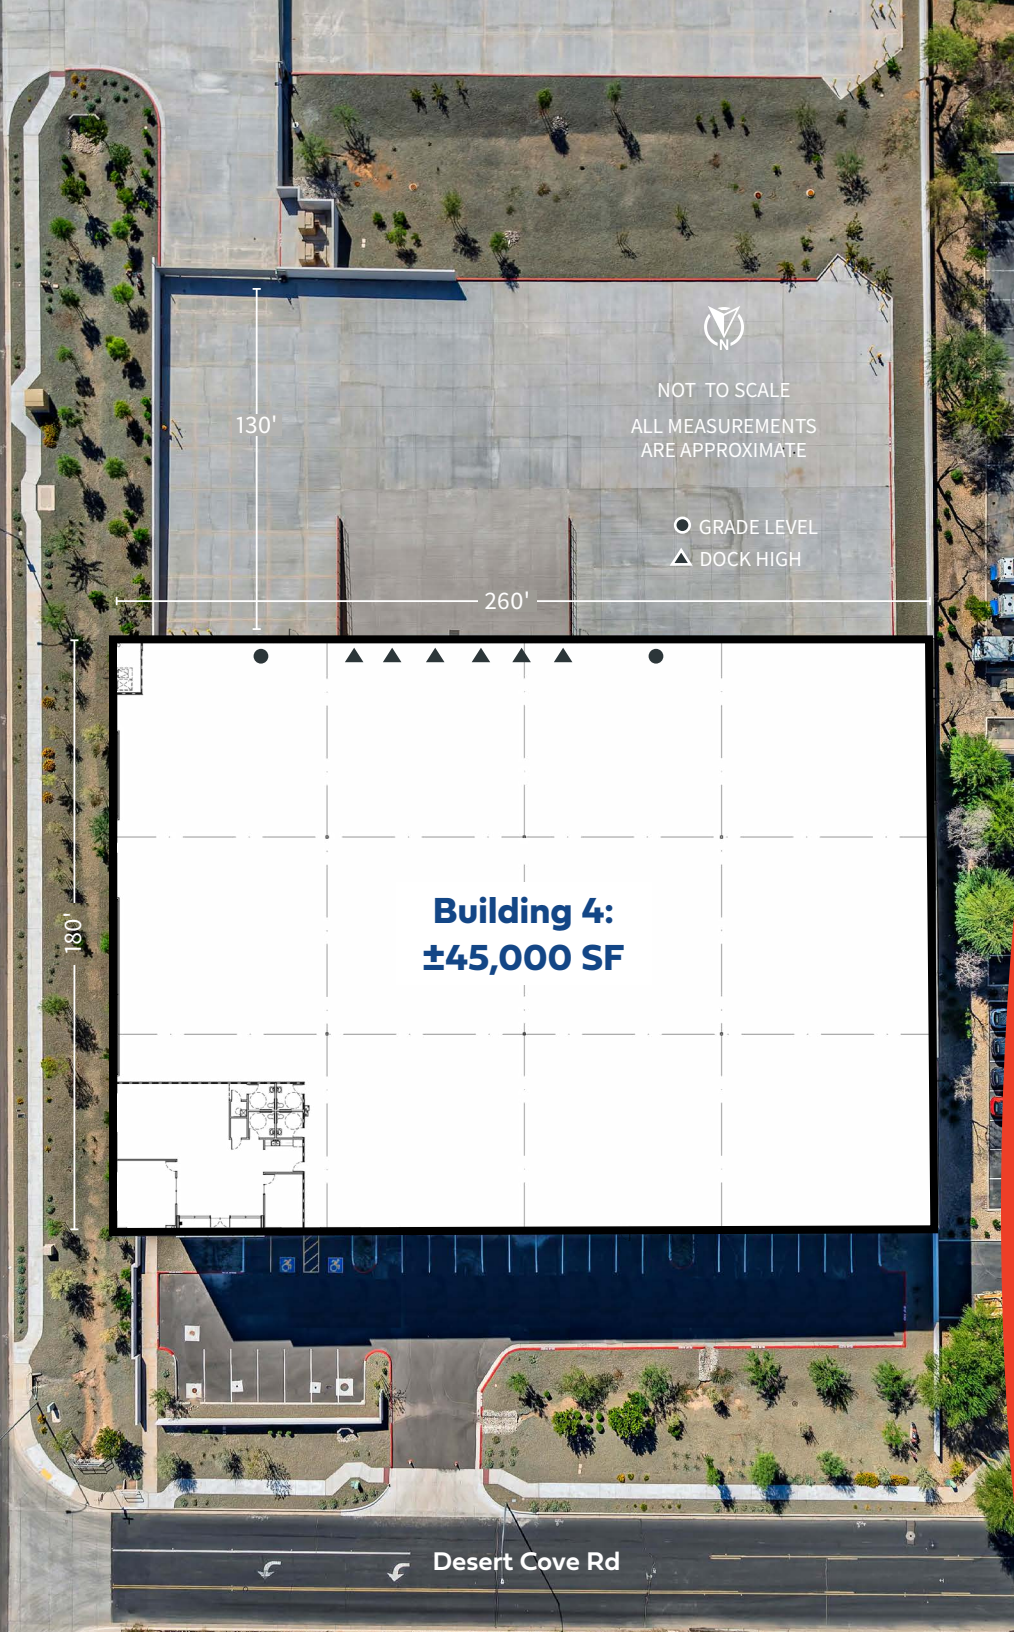 N
NOT TO SCALE
ALL MEASUREMENTS
ARE APPROXIMATE
130'
GRADE LEVEL
DOCK HIGH
260'
180'
Building 4:
±45,000 SF
Desert Cove Rd